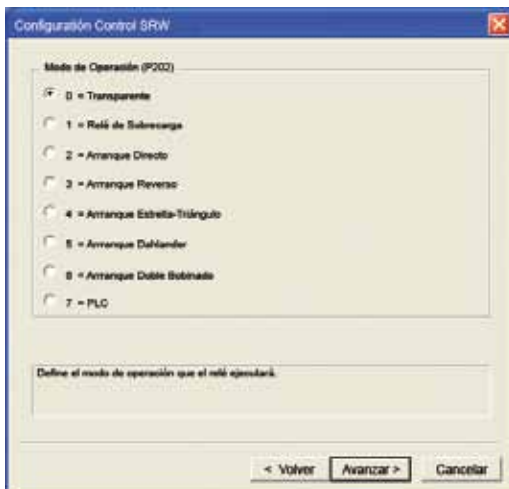 Configuratión Control SRW
Modo de Operación (P202)
0 = Transparente
1 = Relé de Sobrecarga
2 = Arranque Directo
3 = Arranque Reverso
4 = Arranque Estrella-Triángulo
5 = Arranque Dahlander
6 = Arranque Doble Bobinado
7 = PLC
Define el modo de operación que el relé ejecutará.
< Volver Avanzar > Cancelar